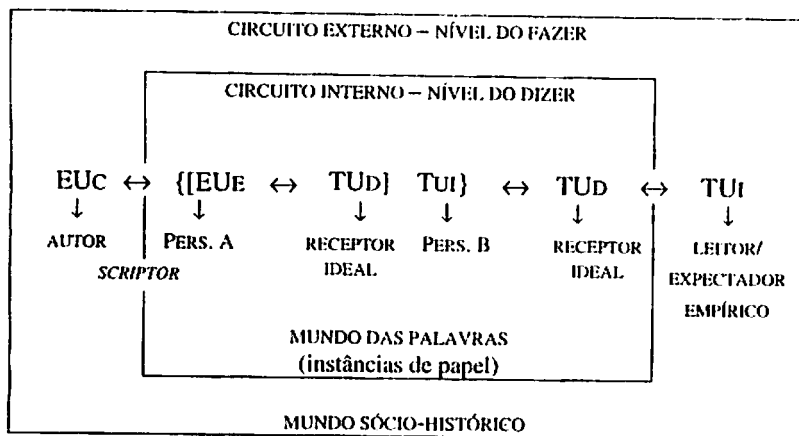 CIRCUITO EXTERNO – NÍVEL DO FAZER
CIRCUITO INTERNO – NÍVEL DO DIZER
EUC ↔ {[EUE ↔ TUD] TUI} ↔ TUD ↔ TUI
↓ ↓ ↓ ↓ ↓ ↓
AUTOR PERS. A RECEPTOR PERS. B RECEPTOR LEITOR/
SCRIPTOR IDEAL IDEAL EXPECTADOR
EMPÍRICO
MUNDO DAS PALAVRAS
(instâncias de papel)
MUNDO SÓCIO-HISTÓRICO